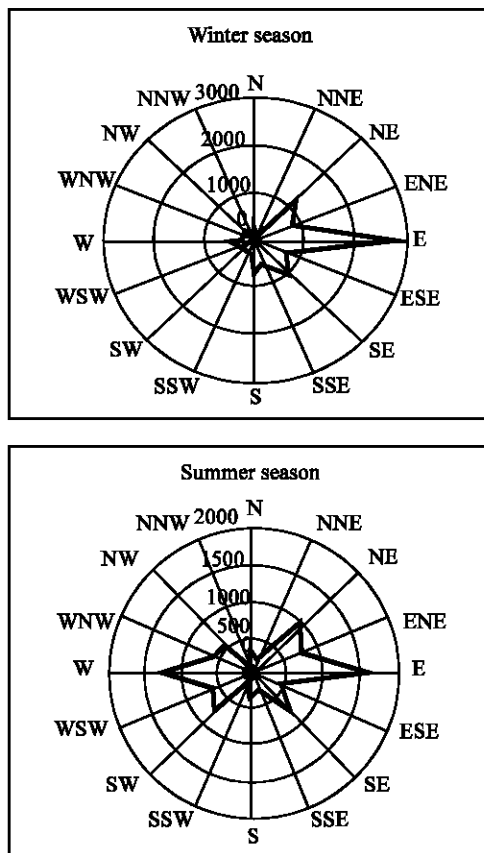 Winter season
N
NNW 3000 NNE
NW 2000 NE
WNW 1000 ENE
0
W E
WSW ESE
SW SE
SSW SSE
S
Summer season
N
NNW 2000 NNE
NW 1500 NE
WNW 1000 ENE
500
W E
WSW ESE
SW SE
SSW SSE
S